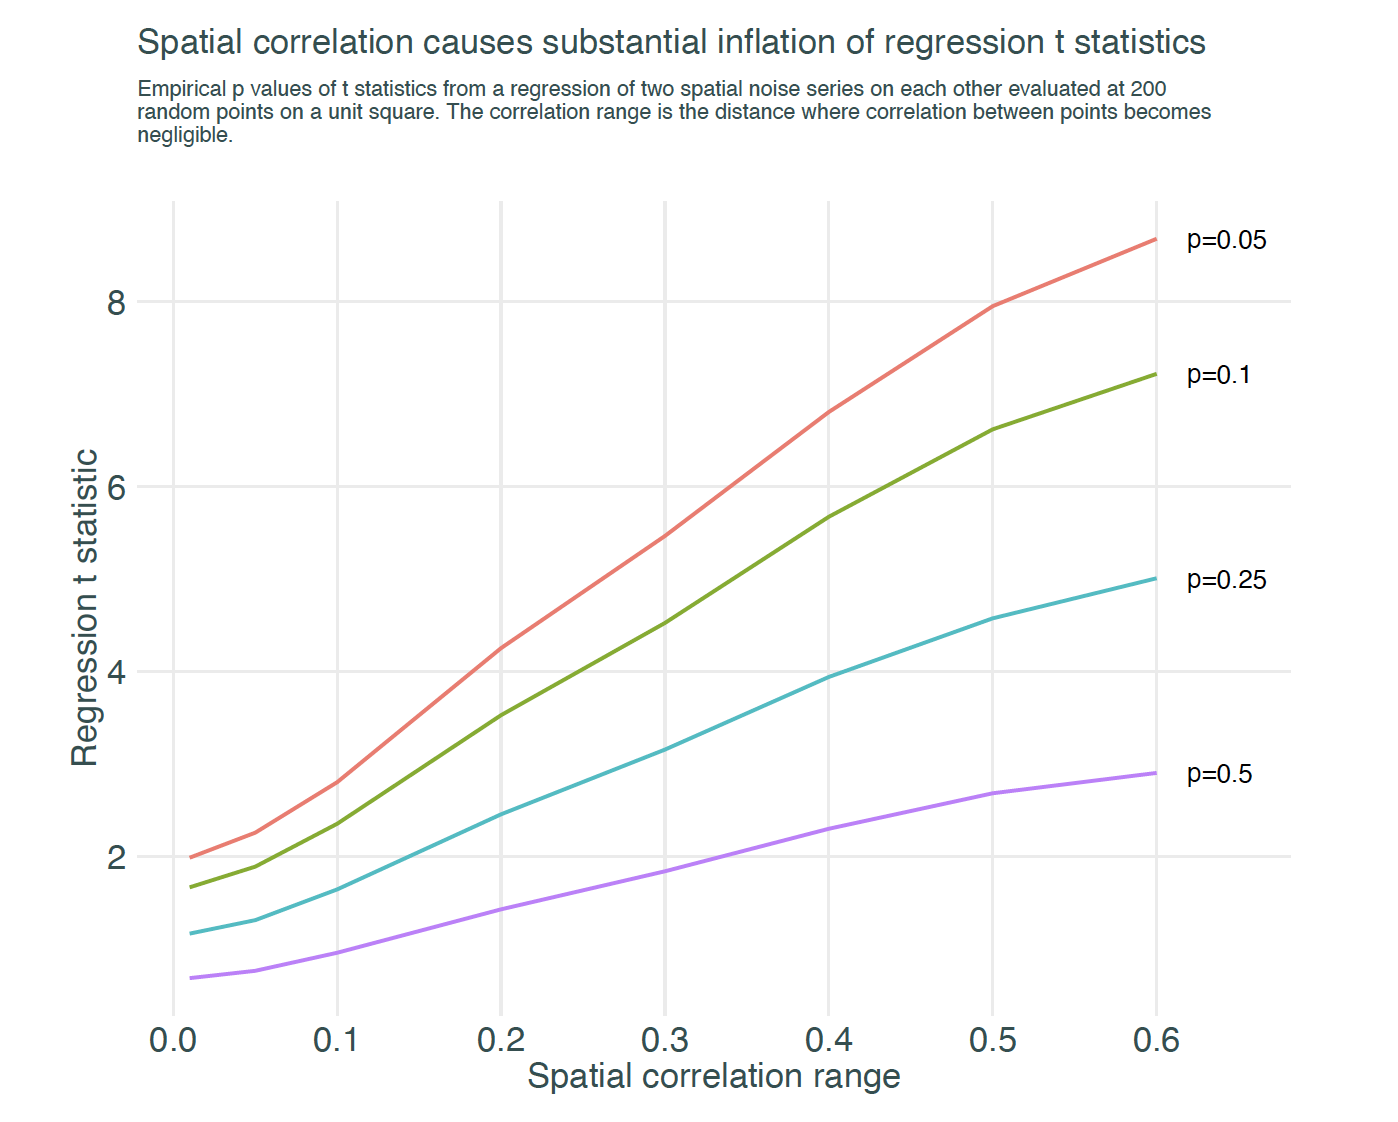 Spatial correlation causes substantial inflation of regression t statistics
Empirical p values of t statistics from a regression of two spatial noise series on each other evaluated at 200
random points on a unit square. The correlation range is the distance where correlation between points becomes
negligible.
p=0.05
8
p=0.1
6
p=0.25
4
p=0.5
2
Regression t statistic
0.0 0.1 0.2 0.3 0.4 0.5 0.6
Spatial correlation range